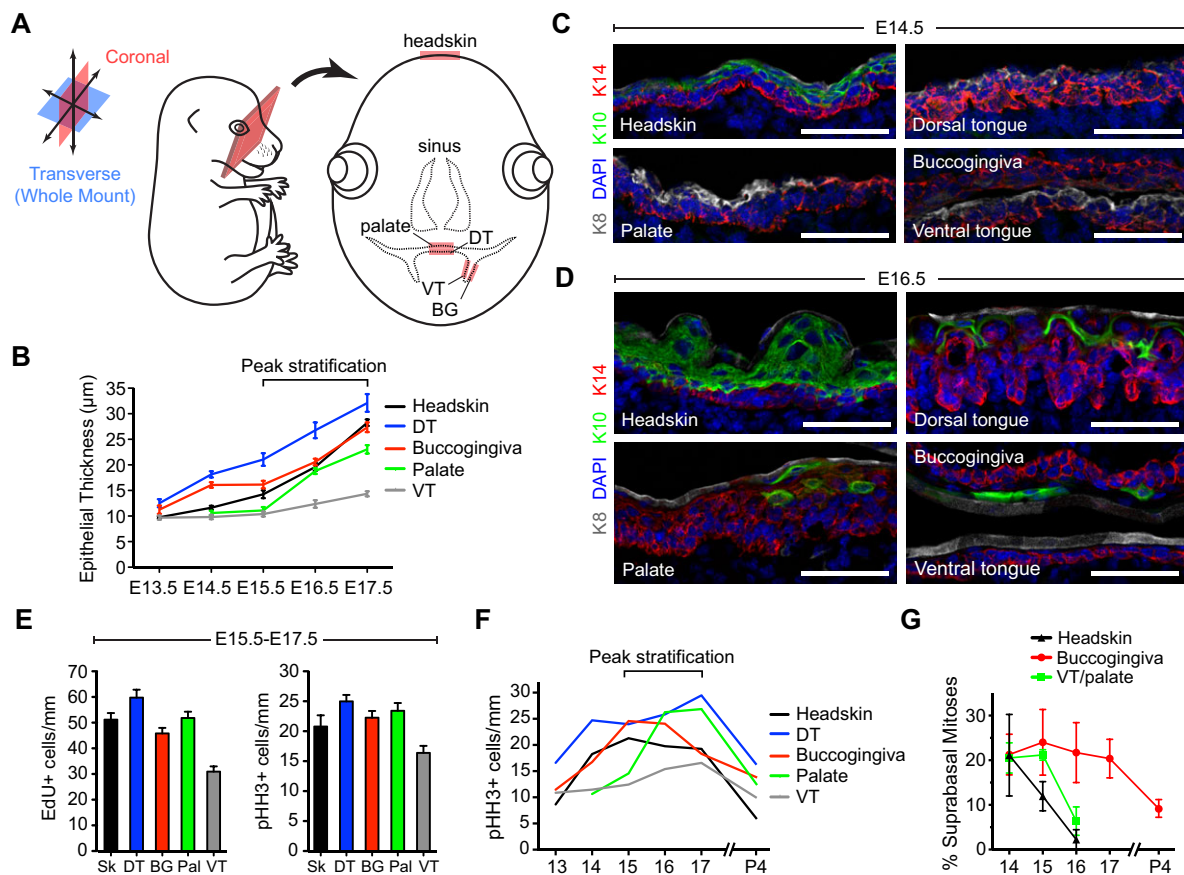 A
Coronal
Transverse
(Whole Mount)
headskin
sinus
palate
DT
VT
BG
B
Peak stratification
Epithelial Thickness (μm)
35
30
25
20
15
10
5
0
E13.5 E14.5 E15.5 E16.5 E17.5
Headskin
DT
Buccogingiva
Palate
VT
C
E14.5
K8 DAPI K10 K14
Headskin
Dorsal tongue
Palate
Buccogingiva
Ventral tongue
D
E16.5
K8 DAPI K10 K14
Headskin
Dorsal tongue
Palate
Buccogingiva
Ventral tongue
E
E15.5-E17.5
EdU+ cells/mm
70
60
50
40
30
20
10
0
Sk DT BG Pal VT
pHH3+ cells/mm
30
25
20
15
10
5
0
Sk DT BG Pal VT
F
Peak stratification
pHH3+ cells/mm
30
25
20
15
10
5
0
13 14 15 16 17 P4
Headskin
DT
Buccogingiva
Palate
VT
G
Headskin
Buccogingiva
VT/palate
% Suprabasal Mitoses
30
20
10
0
14 15 16 17 P4